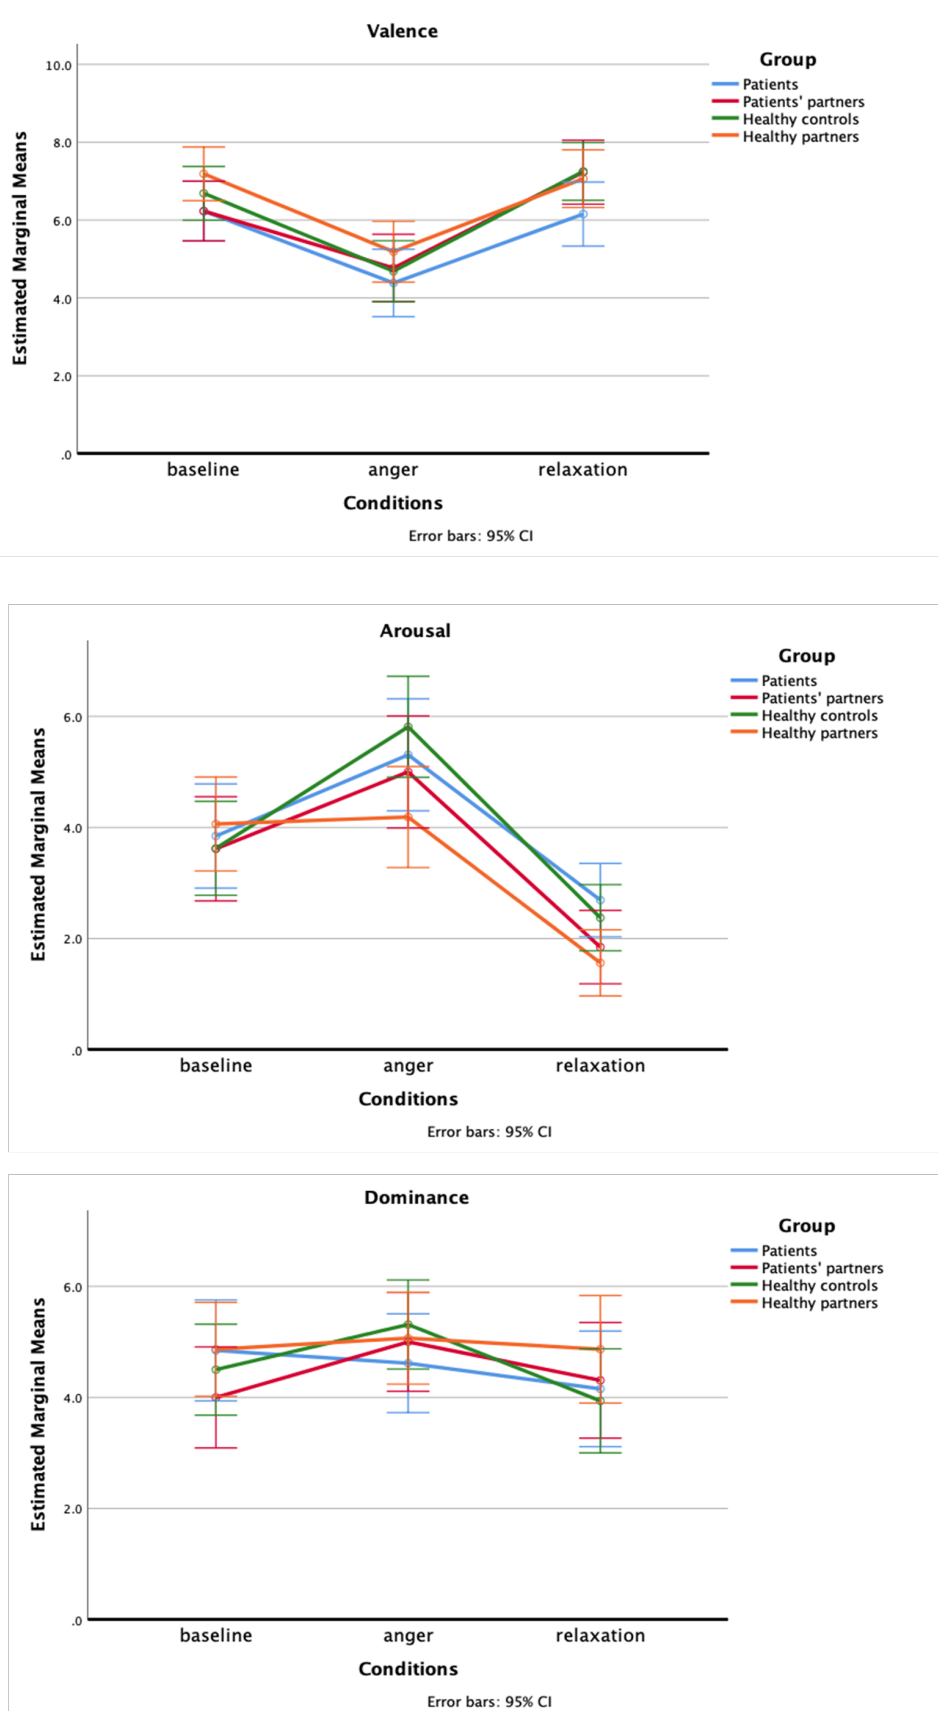 Valence
Group
Patients
Patients' partners
Healthy controls
Healthy partners
Estimated Marginal Means
10.0
8.0
6.0
4.0
2.0
.0
baseline anger relaxation
Conditions
Error bars: 95% CI
Arousal
Group
Patients
Patients' partners
Healthy controls
Healthy partners
Estimated Marginal Means
6.0
4.0
2.0
.0
baseline anger relaxation
Conditions
Error bars: 95% CI
Dominance
Group
Patients
Patients' partners
Healthy controls
Healthy partners
Estimated Marginal Means
6.0
4.0
2.0
.0
baseline anger relaxation
Conditions
Error bars: 95% CI